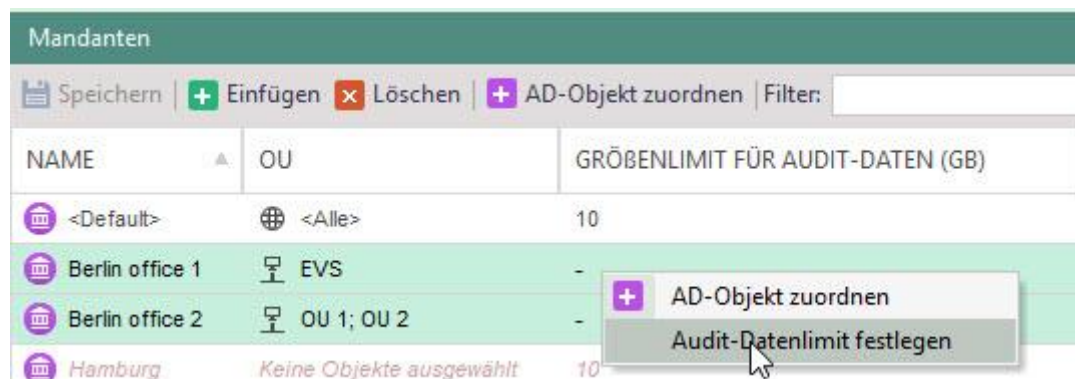 Mandanten
Speichern | Einfügen Löschen | AD-Objekt zuordnen | Filter:
NAME OU GRÖßENLIMIT FÜR AUDIT-DATEN (GB)
<Default> <Alle> 10
Berlin office 1 EVS -
AD-Objekt zuordnen
Berlin office 2 OU 1; OU 2 -
Audit-Datenlimit festlegen
Hamburg Keine Objekte ausgewählt 10